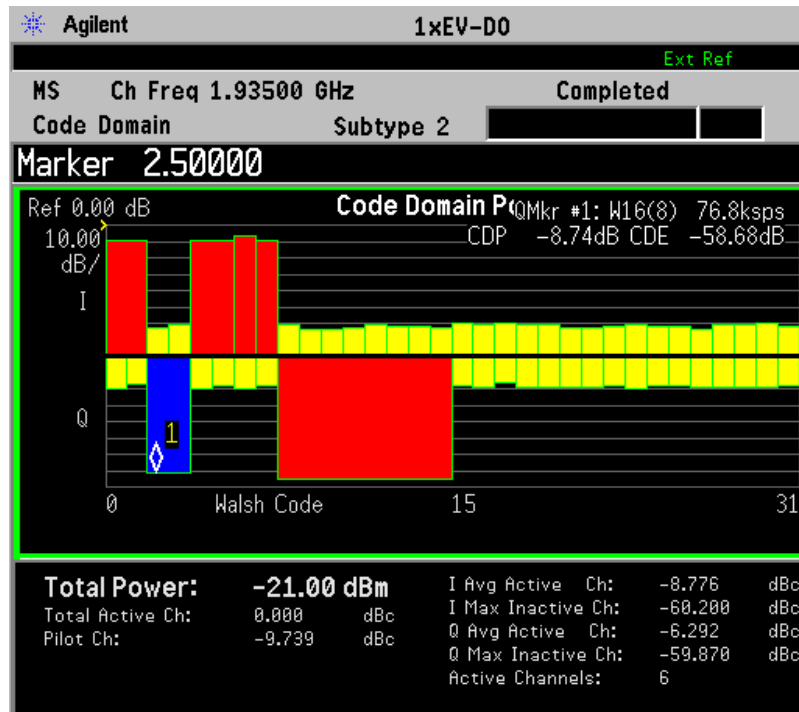 Agilent 1xEV-DO
Ext Ref
MS Ch Freq 1.93500 GHz Completed
Code Domain Subtype 2
Marker 2.50000
Ref 0.00 dB Code Domain P QMkr #1: W16(8) 76.8ksps
10.00 CDP -8.74dB CDE -58.68dB
dB/
I
Q
1
0 Walsh Code 15 31
Total Power: -21.00 dBm I Avg Active Ch: -8.776 dBc
Total Active Ch: 0.000 dBc I Max Inactive Ch: -60.200 dBc
Pilot Ch: -9.739 dBc Q Avg Active Ch: -6.292 dBc
Q Max Inactive Ch: -59.870 dBc
Active Channels: 6